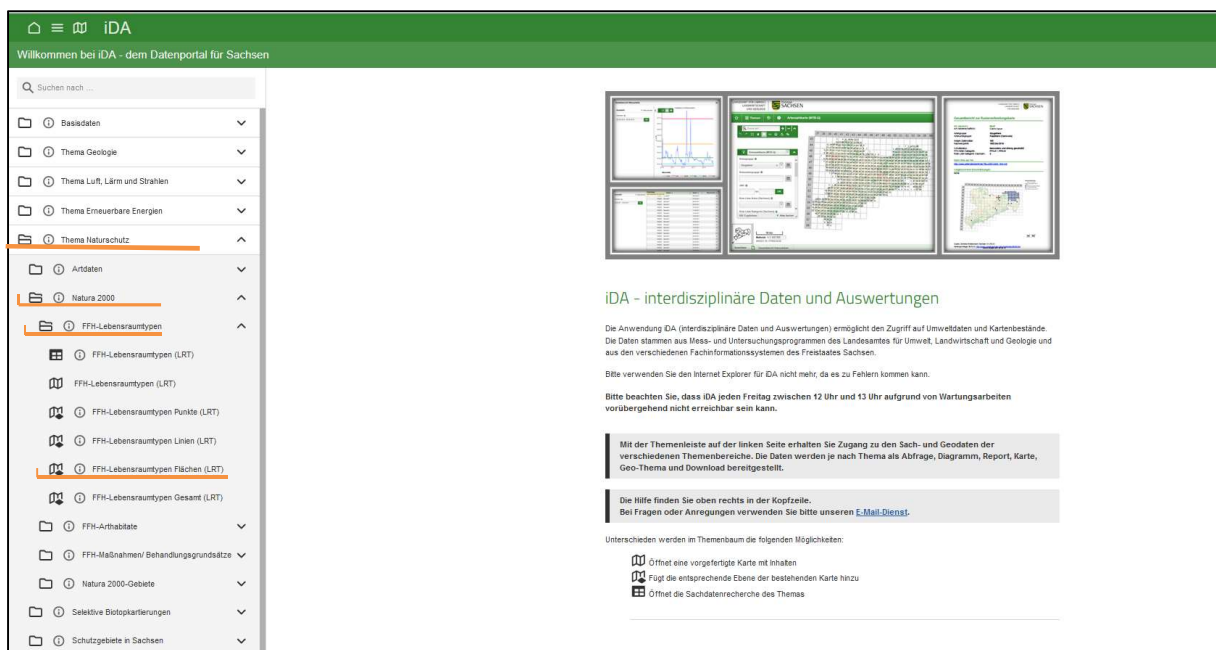 iDA
Willkommen bei iDA - dem Datenportal für Sachsen
Suchen nach ...
Basisdaten
Thema Geologie
Thema Luft, Lärm und Strahlen
Thema Erneuerbare Energien
Thema Naturschutz
Artdaten
Natura 2000
FFH-Lebensraumtypen
FFH-Lebensraumtypen (LRT)
FFH-Lebensraumtypen (LRT)
FFH-Lebensraumtypen Punkte (LRT)
FFH-Lebensraumtypen Linien (LRT)
FFH-Lebensraumtypen Flächen (LRT)
FFH-Lebensraumtypen Gesamt (LRT)
FFH-Arthabitate
FFH-Maßnahmen/ Behandlungsgrundsätze
Natura 2000-Gebiete
Selektive Biotopkartierungen
Schutzgebiete in Sachsen
SACHSEN
iDA - interdisziplinäre Daten und Auswertungen
Die Anwendung iDA (interdisziplinäre Daten und Auswertungen) ermöglicht den Zugriff auf Umweltdaten und Kartenbestände.
Die Daten stammen aus Mess- und Untersuchungsprogrammen des Landesamtes für Umwelt, Landwirtschaft und Geologie und
aus den verschiedenen Fachinformationssystemen des Freistaates Sachsen.
Bitte verwenden Sie den Internet Explorer für iDA nicht mehr, da es zu Fehlern kommen kann.
Bitte beachten Sie, dass iDA jeden Freitag zwischen 12 Uhr und 13 Uhr aufgrund von Wartungsarbeiten
vorübergehend nicht erreichbar sein kann.
Mit der Themenleiste auf der linken Seite erhalten Sie Zugang zu den Sach- und Geodaten der
verschiedenen Themenbereiche. Die Daten werden je nach Thema als Abfrage, Diagramm, Report, Karte,
Geo-Thema und Download bereitgestellt.
Die Hilfe finden Sie oben rechts in der Kopfzeile.
Bei Fragen oder Anregungen verwenden Sie bitte unseren E-Mail-Dienst.
Unterschieden werden im Themenbaum die folgenden Möglichkeiten:
Öffnet eine vorgefertigte Karte mit Inhalten
Fügt die entsprechende Ebene der bestehenden Karte hinzu
Öffnet die Sachdatenrecherche des Themas